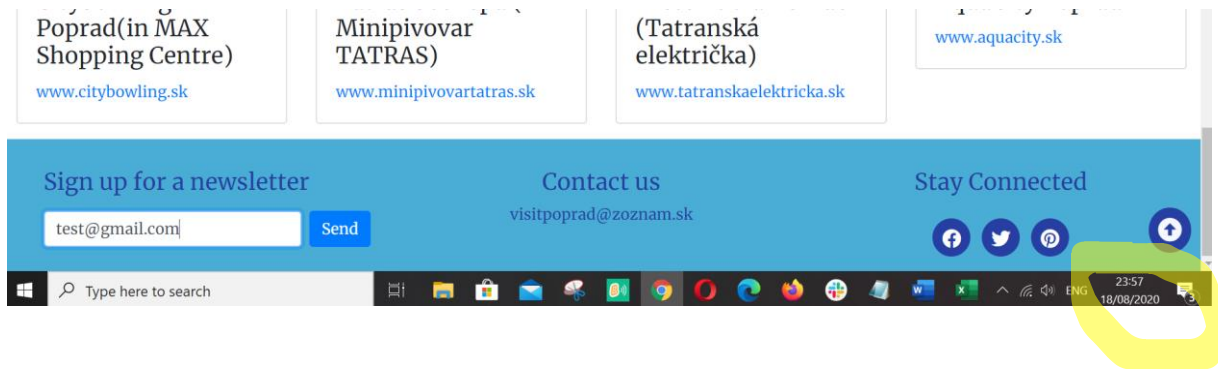 Poprad(in MAX
Shopping Centre)
www.citybowling.sk
Minipivovar
TATRAS)
www.minipivovartatras.sk
(Tatranská
električka)
www.tatranskaelektricka.sk
www.aquacity.sk
Sign up for a newsletter
test@gmail.com
Send
Contact us
visitpoprad@zoznam.sk
Stay Connected
Type here to search
ENG
23:57
18/08/2020
3